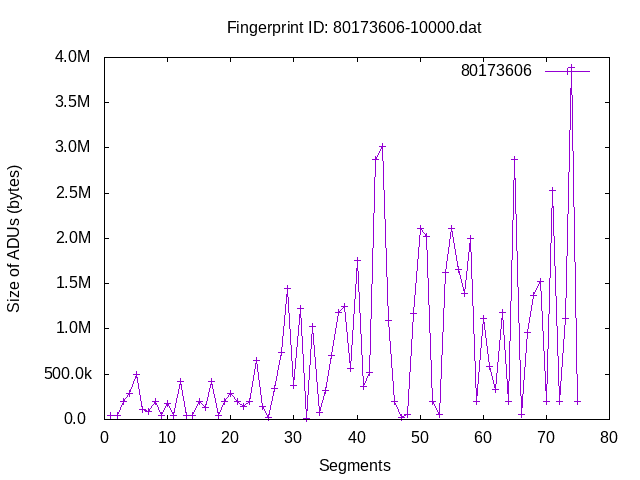 Fingerprint ID: 80173606-10000.dat
80173606
4.0M
3.5M
3.0M
2.5M
2.0M
1.5M
1.0M
500.0k
0.0
Size of ADUs (bytes)
0 10 20 30 40 50 60 70 80
Segments